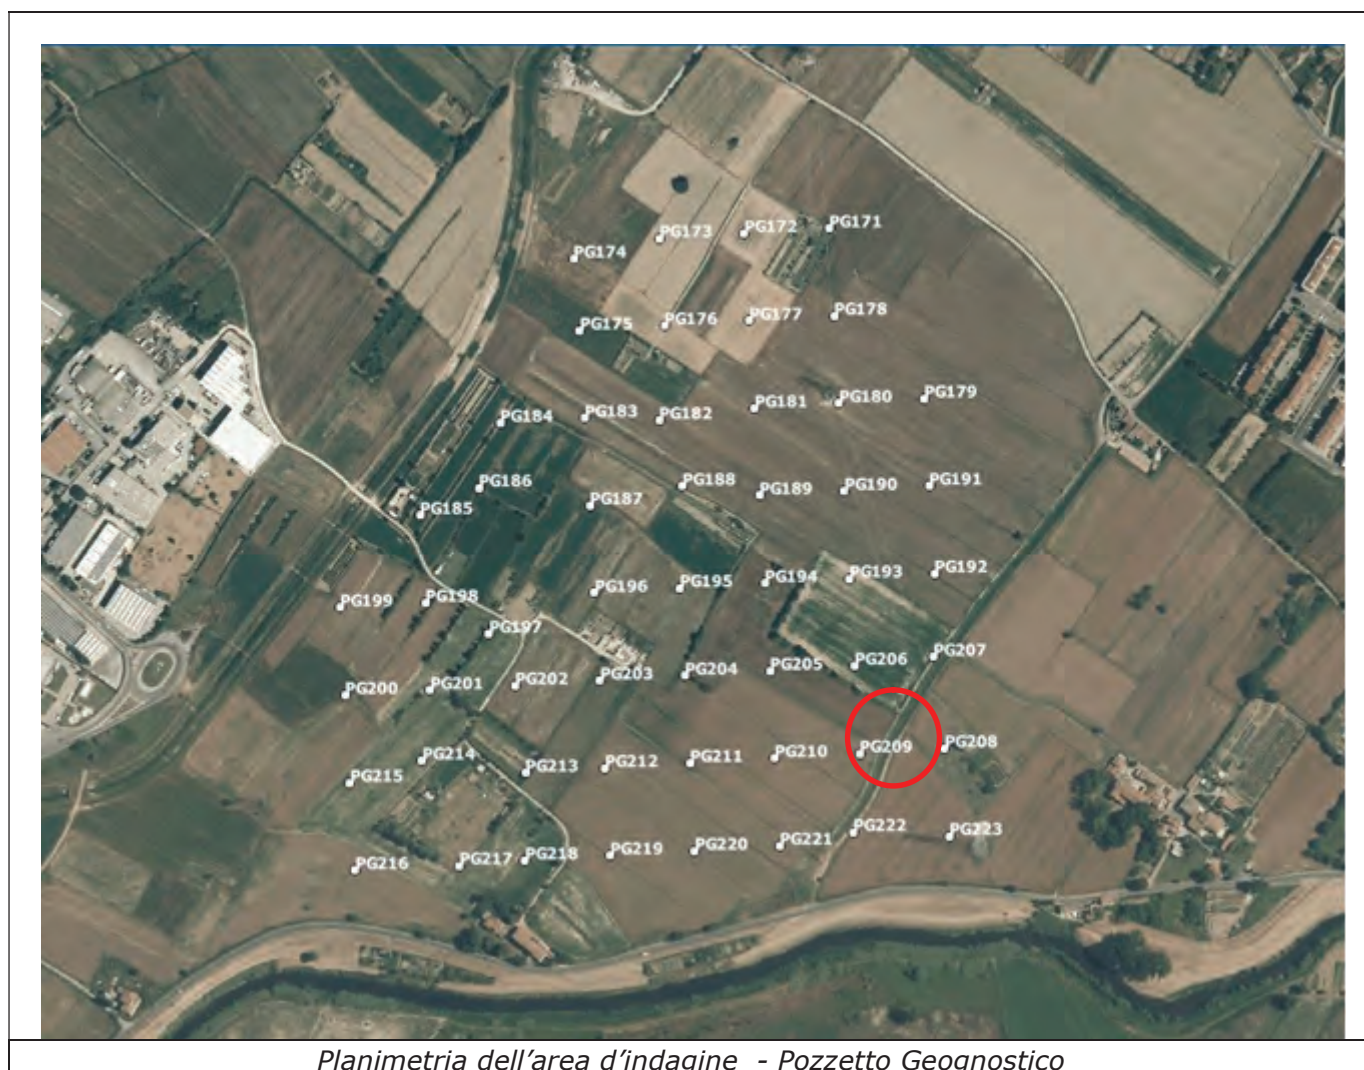 PG171
PG172
PG173
PG174
PG175
PG176
PG177
PG178
PG179
PG180
PG181
PG182
PG183
PG184
PG186
PG185
PG187
PG188
PG189
PG190
PG191
PG192
PG193
PG194
PG195
PG196
PG198
PG199
PG197
PG200
PG201
PG202
PG203
PG204
PG205
PG206
PG207
PG208
PG209
PG210
PG211
PG212
PG213
PG214
PG215
PG216
PG217
PG218
PG219
PG220
PG221
PG222
PG223
Planimetria dell'area d'indagine - Pozzetto Geognostico